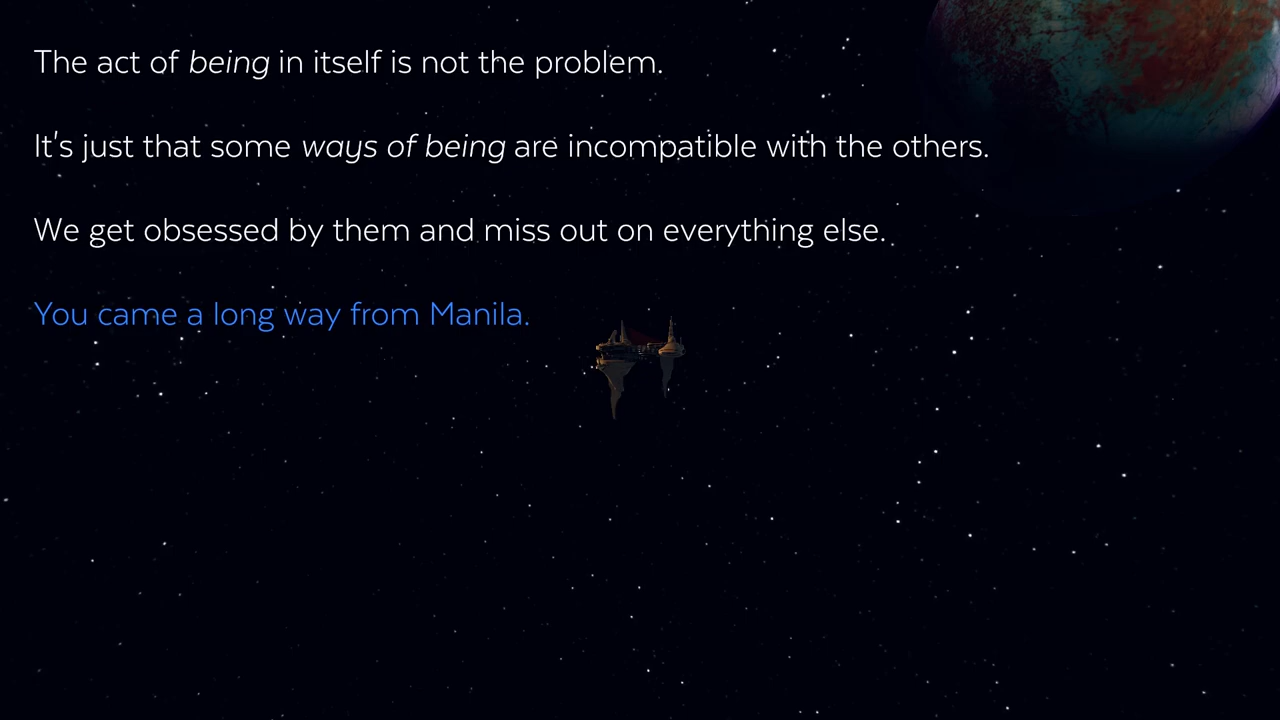 The act of being in itself is not the problem.
It's just that some ways of being are incompatible with the others.
We get obsessed by them and miss out on everything else.
You came a long way from Manila.